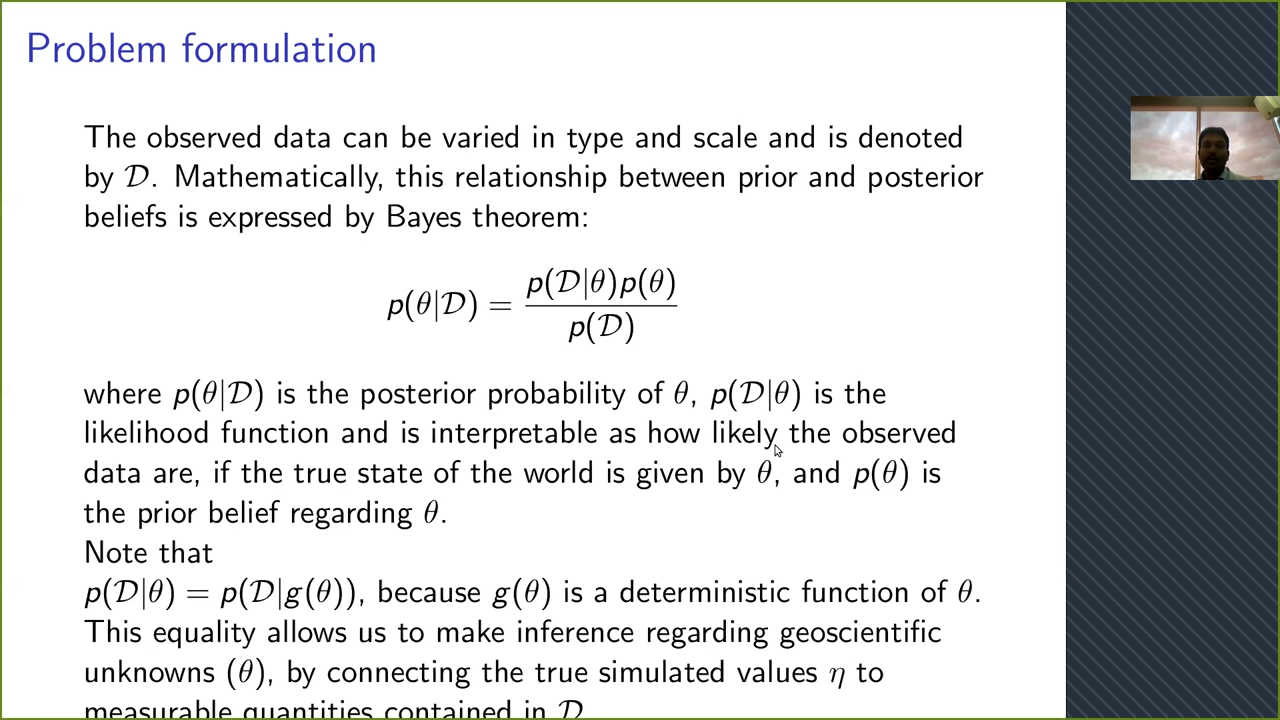 Problem formulation
The observed data can be varied in type and scale and is denoted
by 𝒟. Mathematically, this relationship between prior and posterior
beliefs is expressed by Bayes theorem:
p(θ|𝒟) = p(𝒟|θ)p(θ) / p(𝒟)
where p(θ|𝒟) is the posterior probability of θ, p(𝒟|θ) is the
likelihood function and is interpretable as how likely the observed
data are, if the true state of the world is given by θ, and p(θ) is
the prior belief regarding θ.
Note that
p(𝒟|θ) = p(𝒟|g(θ)), because g(θ) is a deterministic function of θ.
This equality allows us to make inference regarding geoscientific
unknowns (θ), by connecting the true simulated values η to
measurable quantities contained in 𝒟